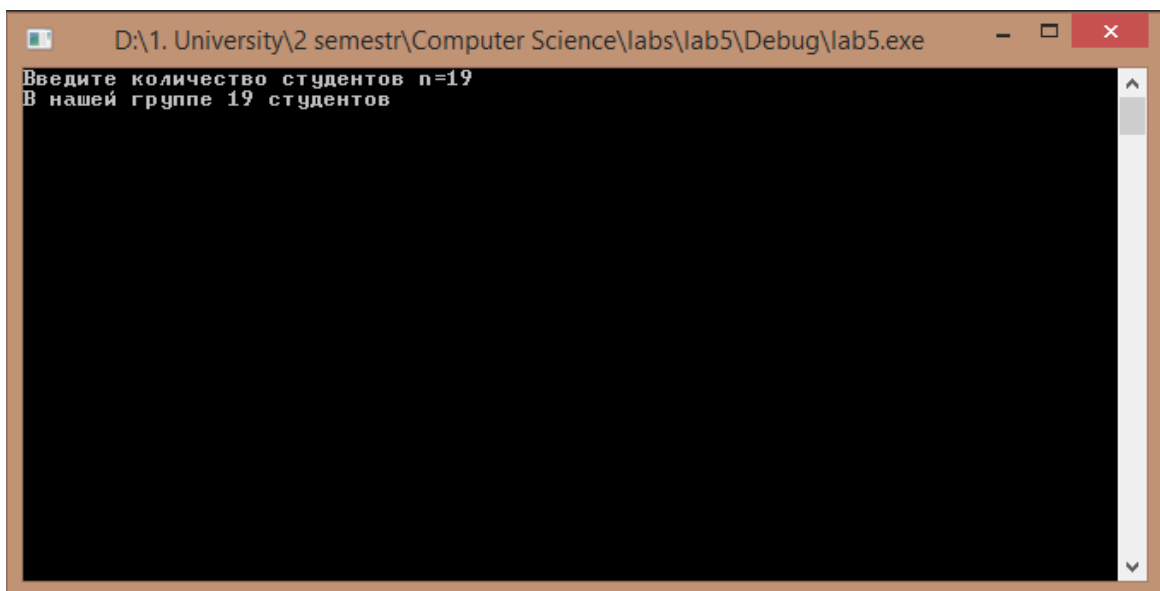 D:\1. University\2 semestr\Computer Science\labs\lab5\Debug\lab5.exe
Введите количество студентов n=19
В нашей группе 19 студентов